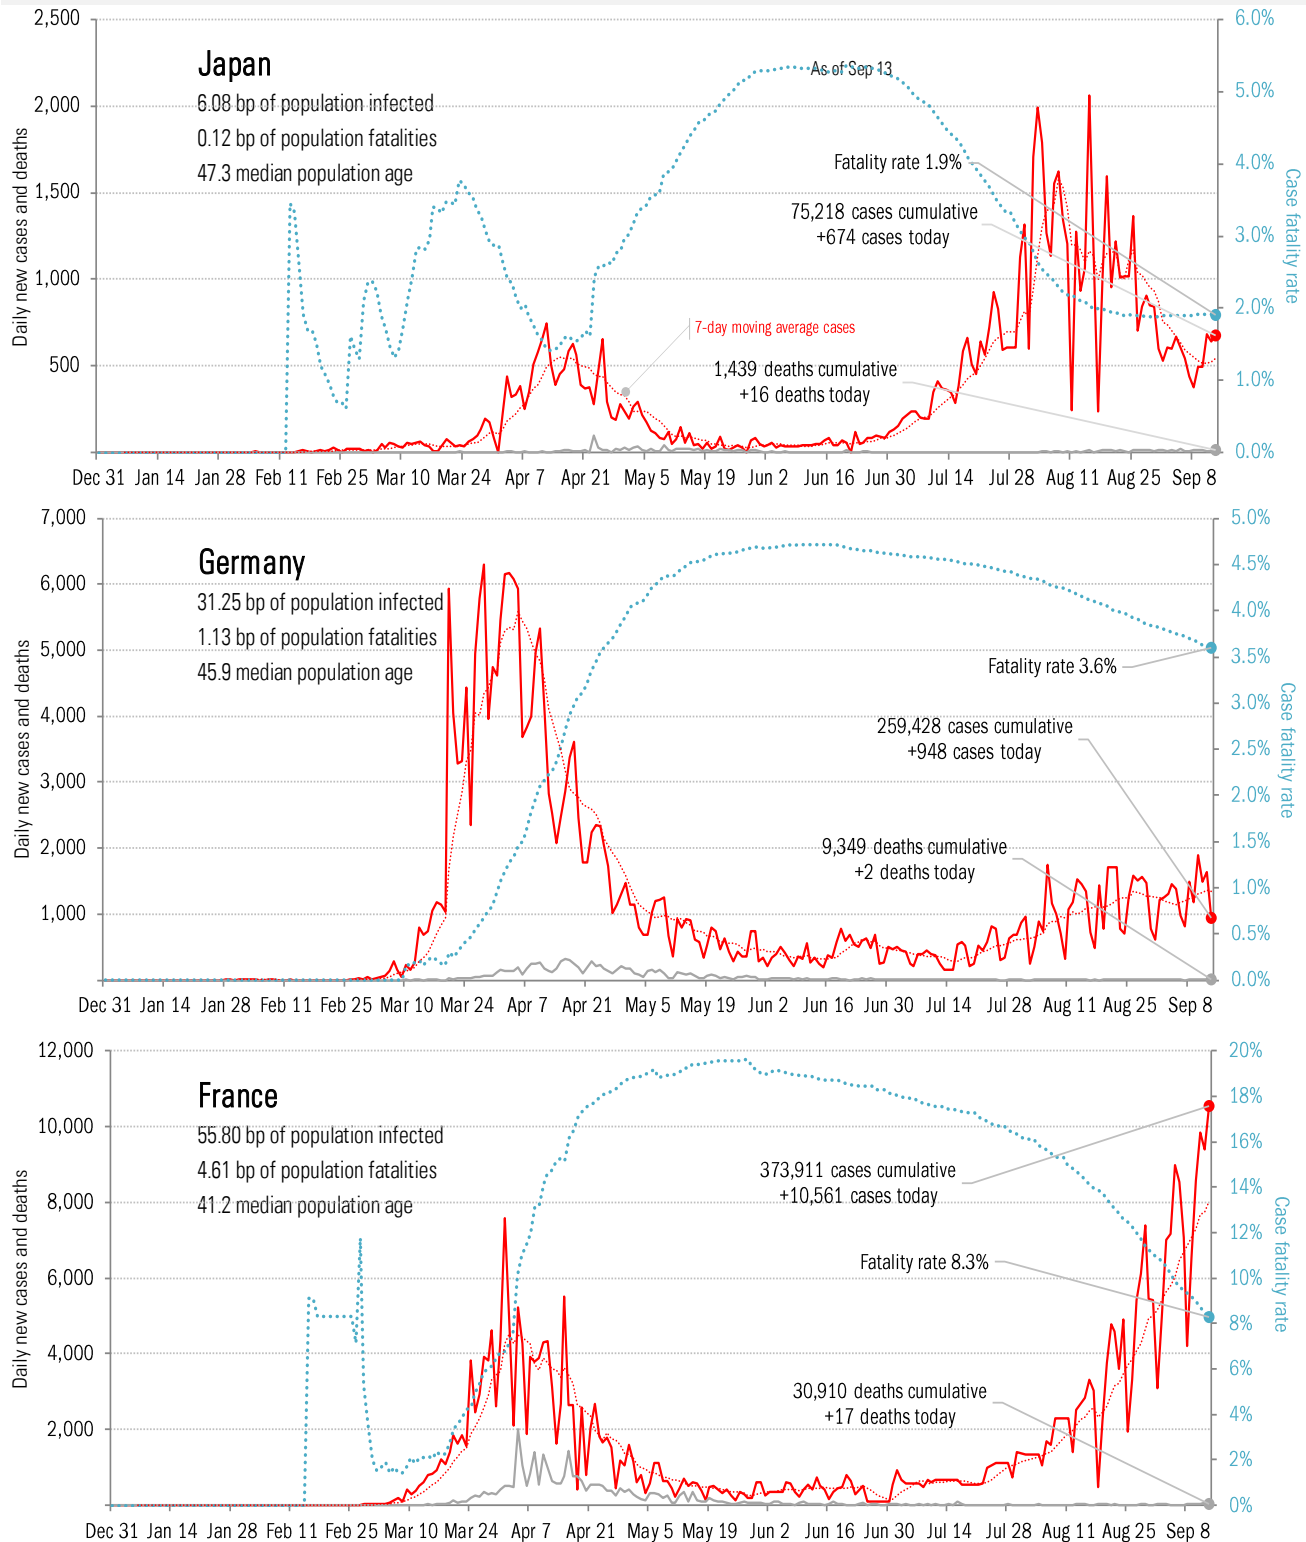 2,500
6.0%
Japan
As of Sep 13
6.08 bp of population infected
2,000
5.0%
0.12 bp of population fatalities
47.3 median population age
Fatality rate 1.9%
4.0%
1,500
75,218 cases cumulative
+674 cases today
3.0%
1,000
2.0%
7-day moving average cases
500
1,439 deaths cumulative
+16 deaths today
1.0%
0.0%
Daily new cases and deaths
Case fatality rate
Dec 31 Jan 14 Jan 28 Feb 11 Feb 25 Mar 10 Mar 24 Apr 7 Apr 21 May 5 May 19 Jun 2 Jun 16 Jun 30 Jul 14 Jul 28 Aug 11 Aug 25 Sep 8
7,000
5.0%
Germany
4.5%
6,000
31.25 bp of population infected
4.0%
1.13 bp of population fatalities
5,000
45.9 median population age
Fatality rate 3.6%
3.5%
4,000
3.0%
259,428 cases cumulative
+948 cases today
2.5%
3,000
2.0%
2,000
9,349 deaths cumulative
+2 deaths today
1.5%
1.0%
1,000
0.5%
0.0%
Daily new cases and deaths
Case fatality rate
Dec 31 Jan 14 Jan 28 Feb 11 Feb 25 Mar 10 Mar 24 Apr 7 Apr 21 May 5 May 19 Jun 2 Jun 16 Jun 30 Jul 14 Jul 28 Aug 11 Aug 25 Sep 8
12,000
20%
France
18%
10,000
55.80 bp of population infected
16%
4.61 bp of population fatalities
373,911 cases cumulative
+10,561 cases today
14%
8,000
41.2 median population age
12%
Fatality rate 8.3%
6,000
10%
8%
4,000
6%
30,910 deaths cumulative
+17 deaths today
4%
2,000
2%
0%
Daily new cases and deaths
Case fatality rate
Dec 31 Jan 14 Jan 28 Feb 11 Feb 25 Mar 10 Mar 24 Apr 7 Apr 21 May 5 May 19 Jun 2 Jun 16 Jun 30 Jul 14 Jul 28 Aug 11 Aug 25 Sep 8